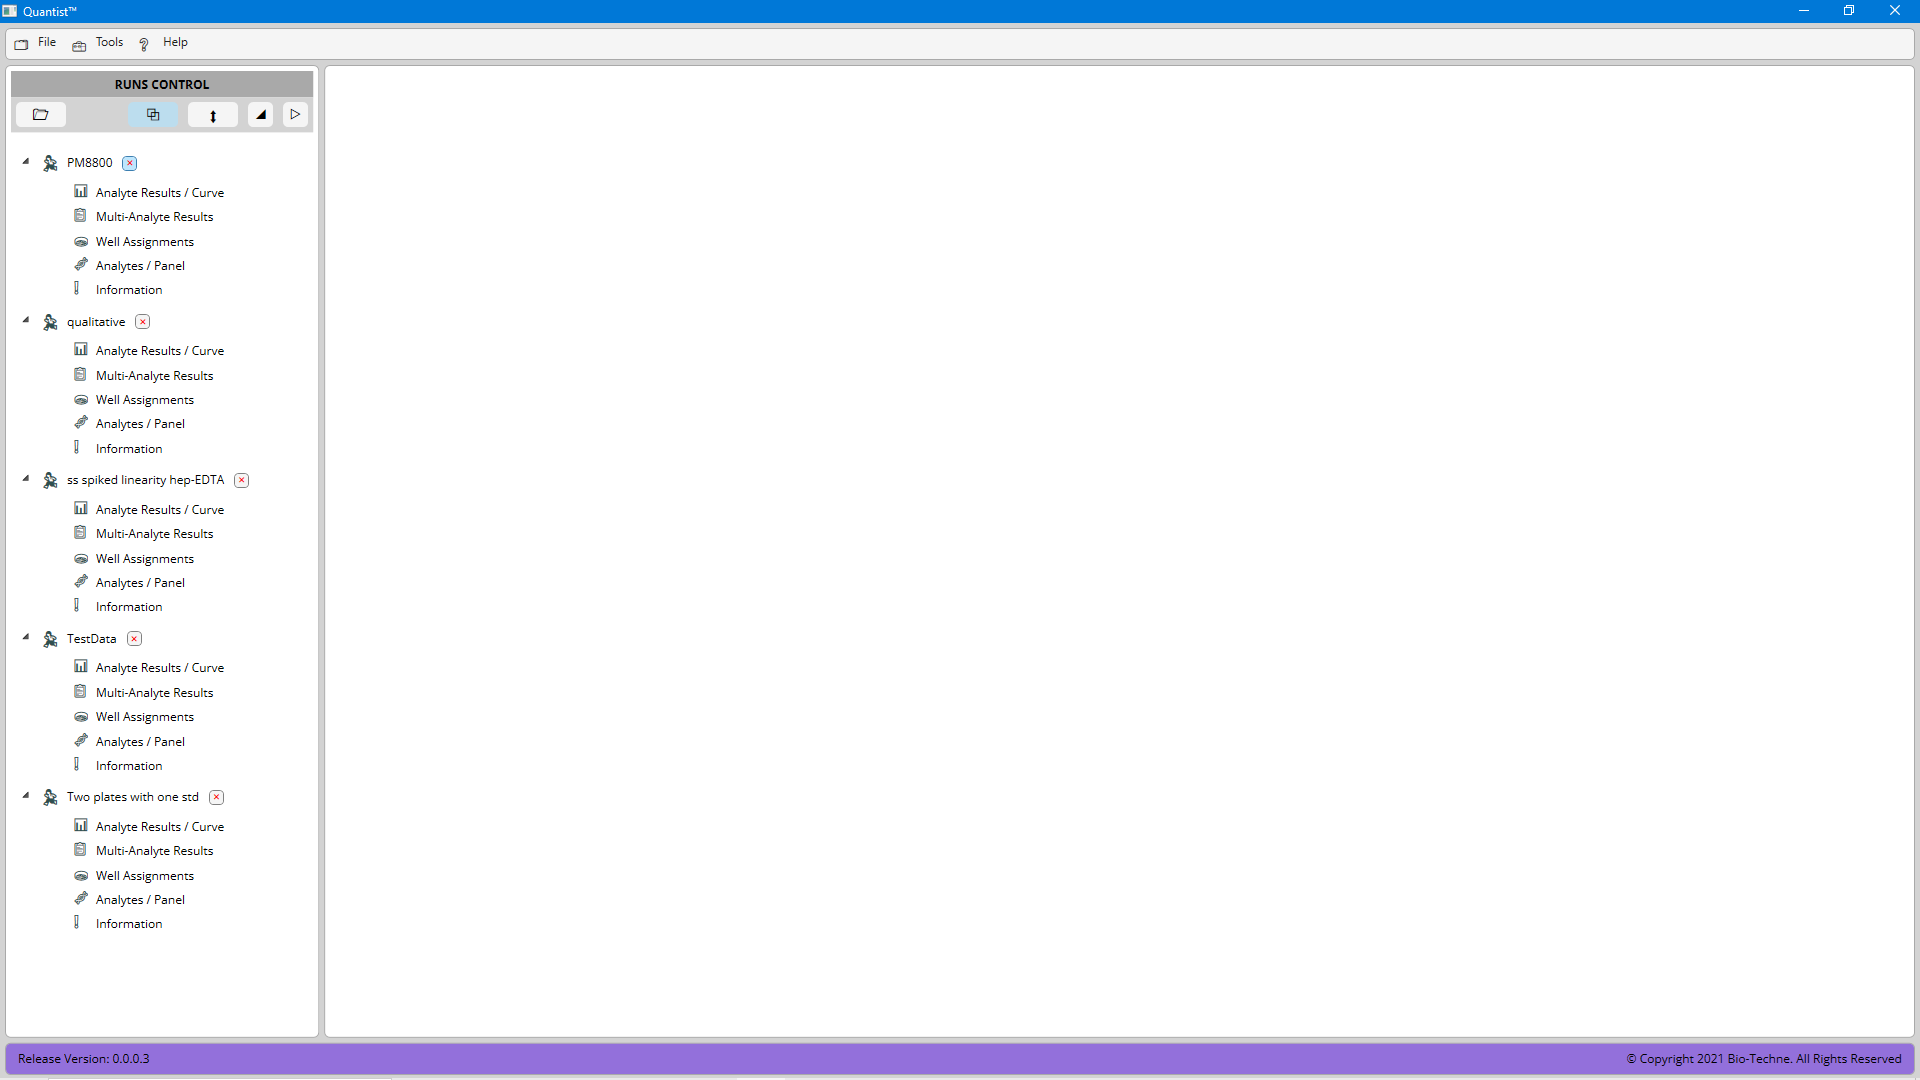 Quantist™
File Tools Help
RUNS CONTROL
PM8800
Analyte Results / Curve
Multi-Analyte Results
Well Assignments
Analytes / Panel
Information
qualitative
Analyte Results / Curve
Multi-Analyte Results
Well Assignments
Analytes / Panel
Information
ss spiked linearity hep-EDTA
Analyte Results / Curve
Multi-Analyte Results
Well Assignments
Analytes / Panel
Information
TestData
Analyte Results / Curve
Multi-Analyte Results
Well Assignments
Analytes / Panel
Information
Two plates with one std
Analyte Results / Curve
Multi-Analyte Results
Well Assignments
Analytes / Panel
Information
Release Version: 0.0.0.3
© Copyright 2021 Bio-Techne. All Rights Reserved